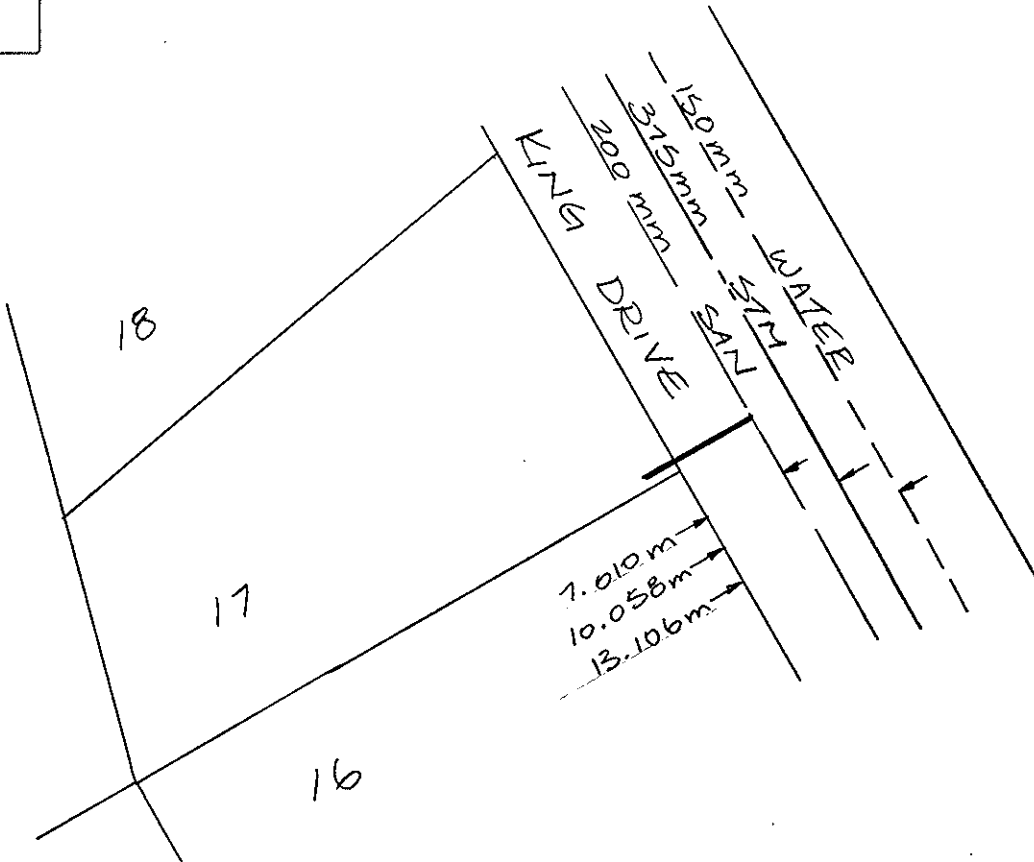 KING DRIVE
200 mm SAN
375mm STM
150mm WATER
18
17
7.010m
10.058m
13.106m
16